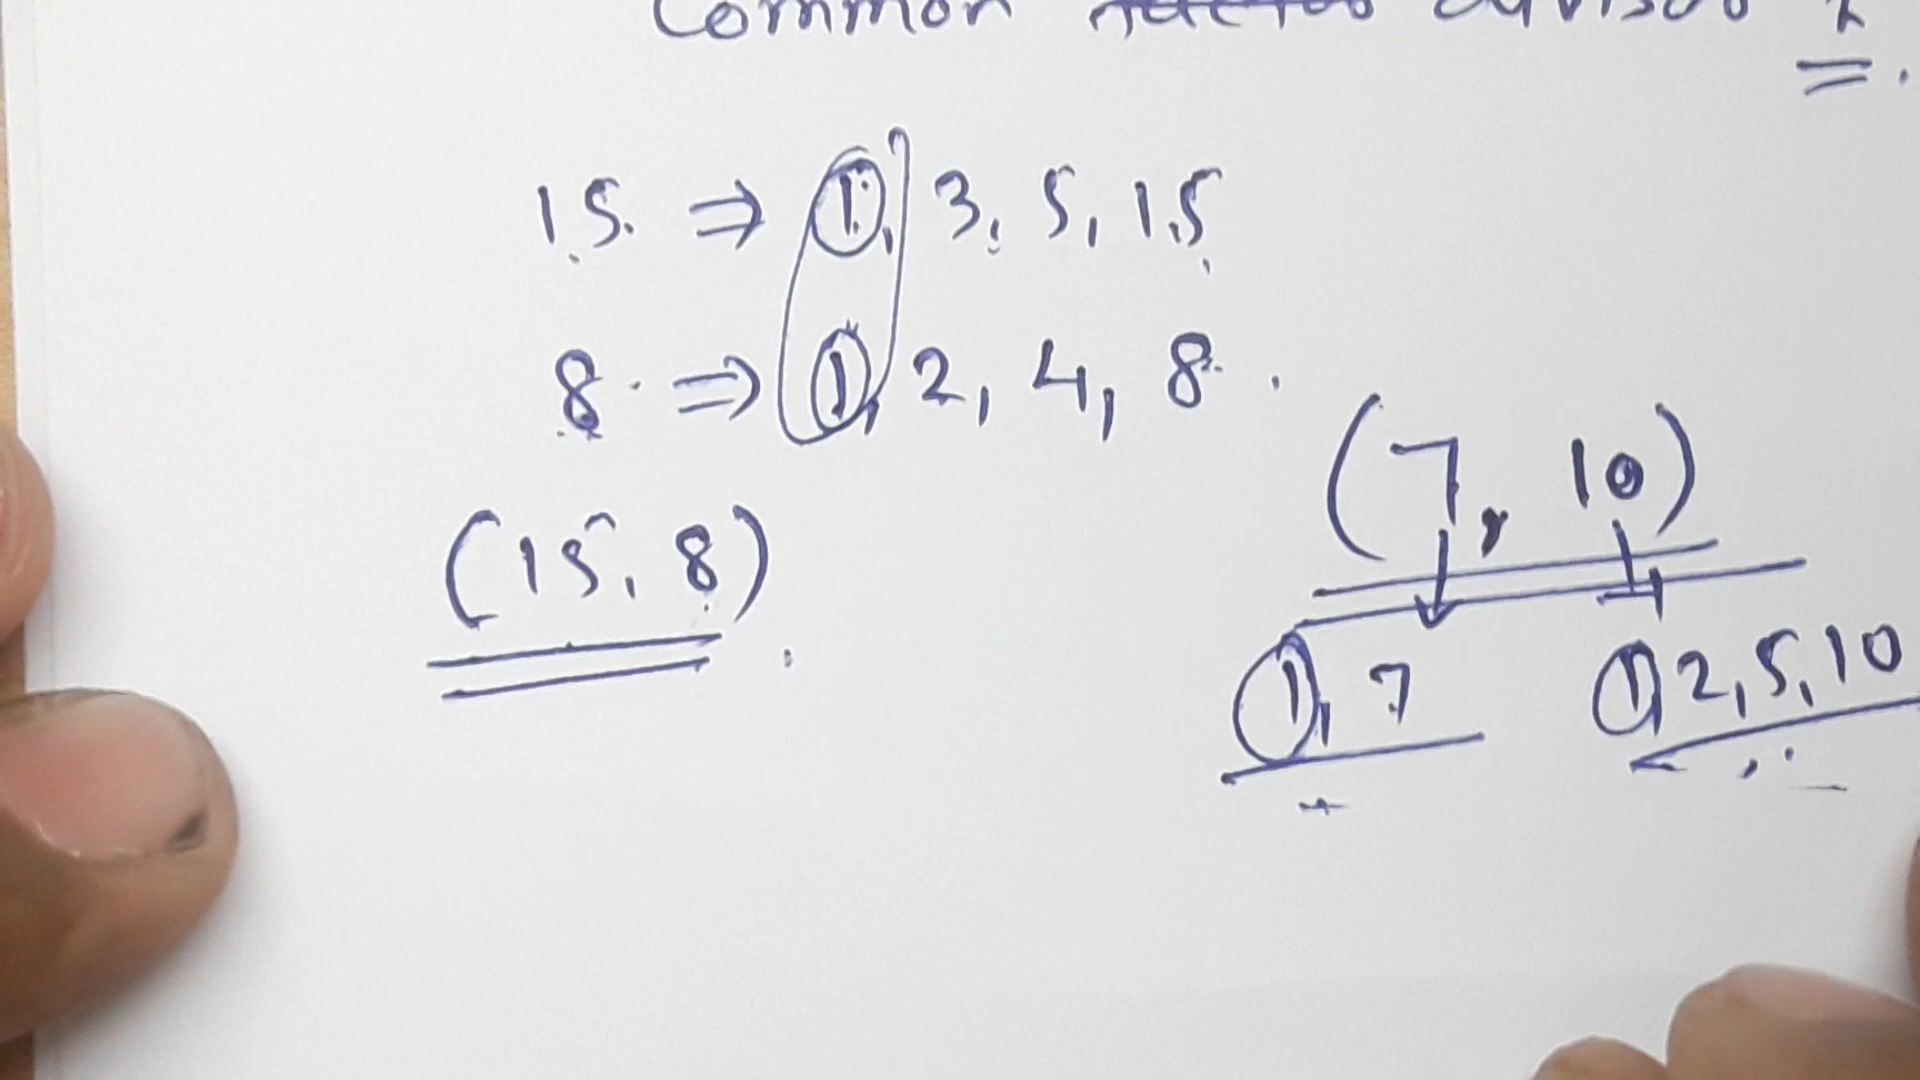 Common divisor 1.
15 ⇒ 1, 3, 5, 15
8 ⇒ 1, 2, 4, 8.
(7, 10)
(15, 8).
1, 7   1, 2, 5, 10